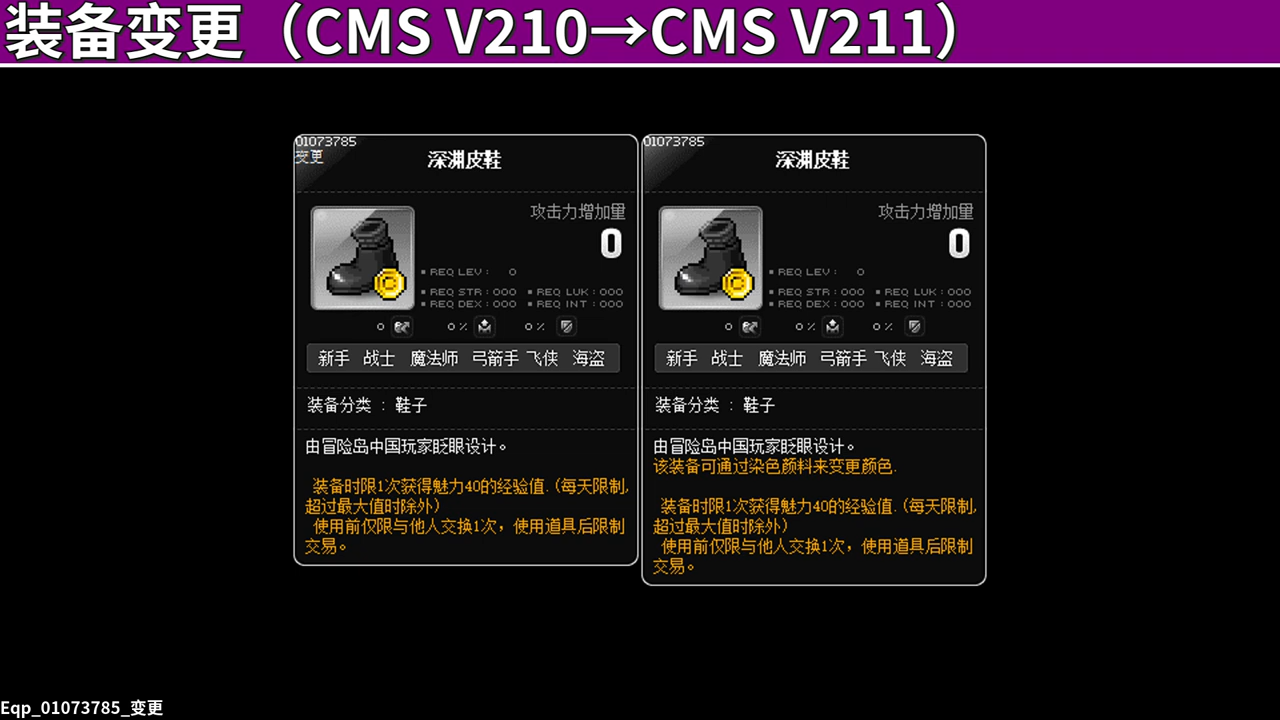 装备变更（CMS V210→CMS V211）
01073785
变更
深渊皮鞋
攻击力增加量
0
REQ LEV : 0
REQ STR : 000 REQ LUK : 000
REQ DEX : 000 REQ INT : 000
0 0% 0%
新手 战士 魔法师 弓箭手 飞侠 海盗
装备分类 : 鞋子
由冒险岛中国玩家眨眼设计。
装备时限1次获得魅力40的经验值. (每天限制,
超过最大值时除外)
使用前仅限与他人交换1次，使用道具后限制
交易。
01073785
深渊皮鞋
攻击力增加量
0
REQ LEV : 0
REQ STR : 000 REQ LUK : 000
REQ DEX : 000 REQ INT : 000
0 0% 0%
新手 战士 魔法师 弓箭手 飞侠 海盗
装备分类 : 鞋子
由冒险岛中国玩家眨眼设计。
该装备可通过染色颜料来变更颜色.
装备时限1次获得魅力40的经验值. (每天限制,
超过最大值时除外)
使用前仅限与他人交换1次，使用道具后限制
交易。
Eqp_01073785_变更